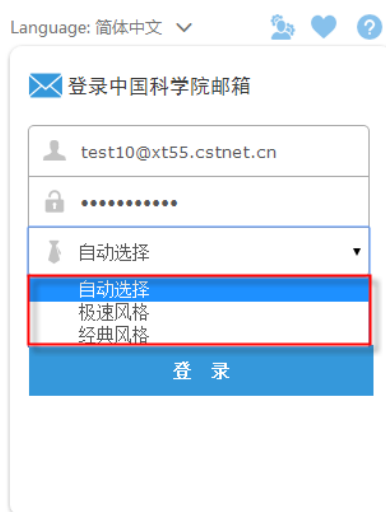 Language: 简体中文
登录中国科学院邮箱
test10@xt55.cstnet.cn
•••••••••••
自动选择
自动选择
极速风格
经典风格
登 录